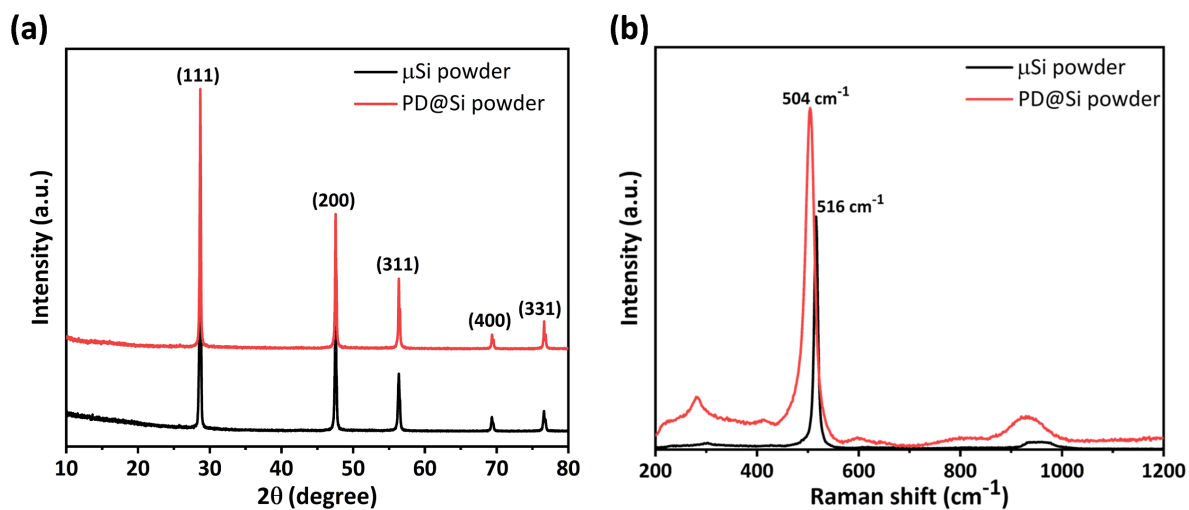 (a)
μSi powder
PD@Si powder
(111)
(200)
(311)
(400)
(331)
Intensity (a.u.)
10 20 30 40 50 60 70 80
2θ (degree)
(b)
μSi powder
PD@Si powder
504 cm⁻¹
516 cm⁻¹
Intensity (a.u.)
200 400 600 800 1000 1200
Raman shift (cm⁻¹)